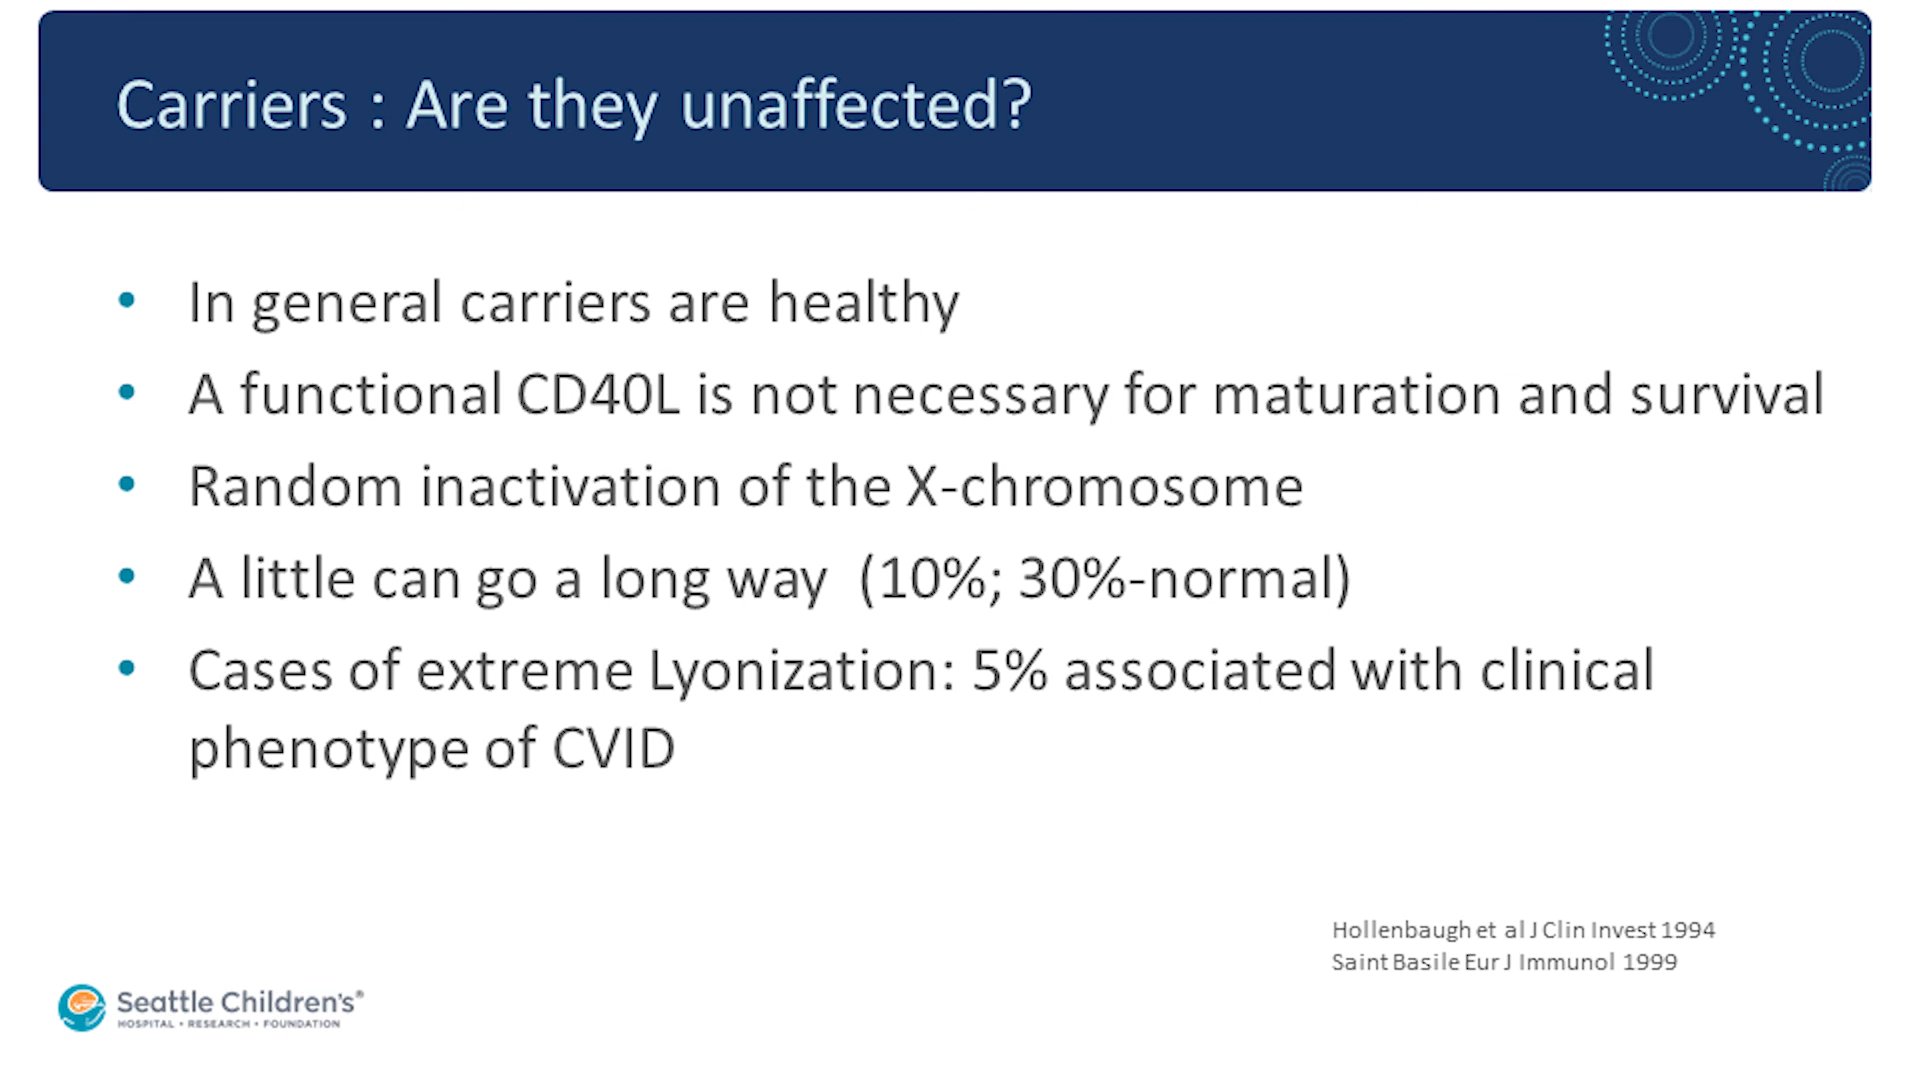 Carriers : Are they unaffected?
• In general carriers are healthy
• A functional CD40L is not necessary for maturation and survival
• Random inactivation of the X-chromosome
• A little can go a long way (10%; 30%-normal)
• Cases of extreme Lyonization: 5% associated with clinical
phenotype of CVID
Hollenbaugh et al J Clin Invest 1994
Saint Basile Eur J Immunol 1999
Seattle Children's®
HOSPITAL • RESEARCH • FOUNDATION